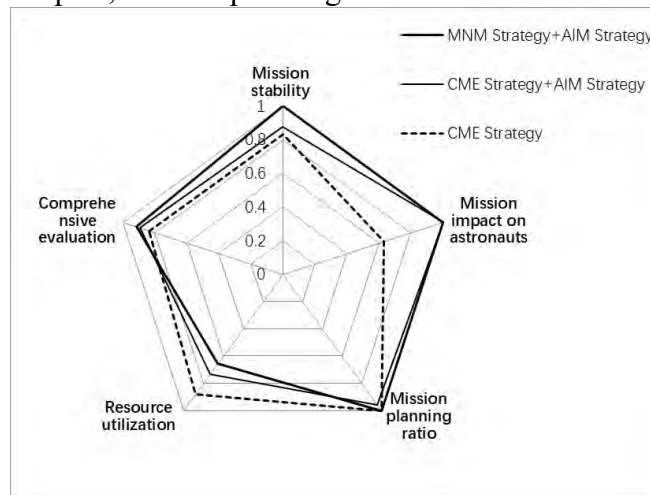 MNM Strategy+AIM Strategy
CME Strategy+AIM Strategy
CME Strategy
Mission
stability
1
0.8
0.6
0.4
0.2
0
Comprehe
nsive
evaluation
Mission
impact on
astronauts
Resource
utilization
Mission
planning
ratio